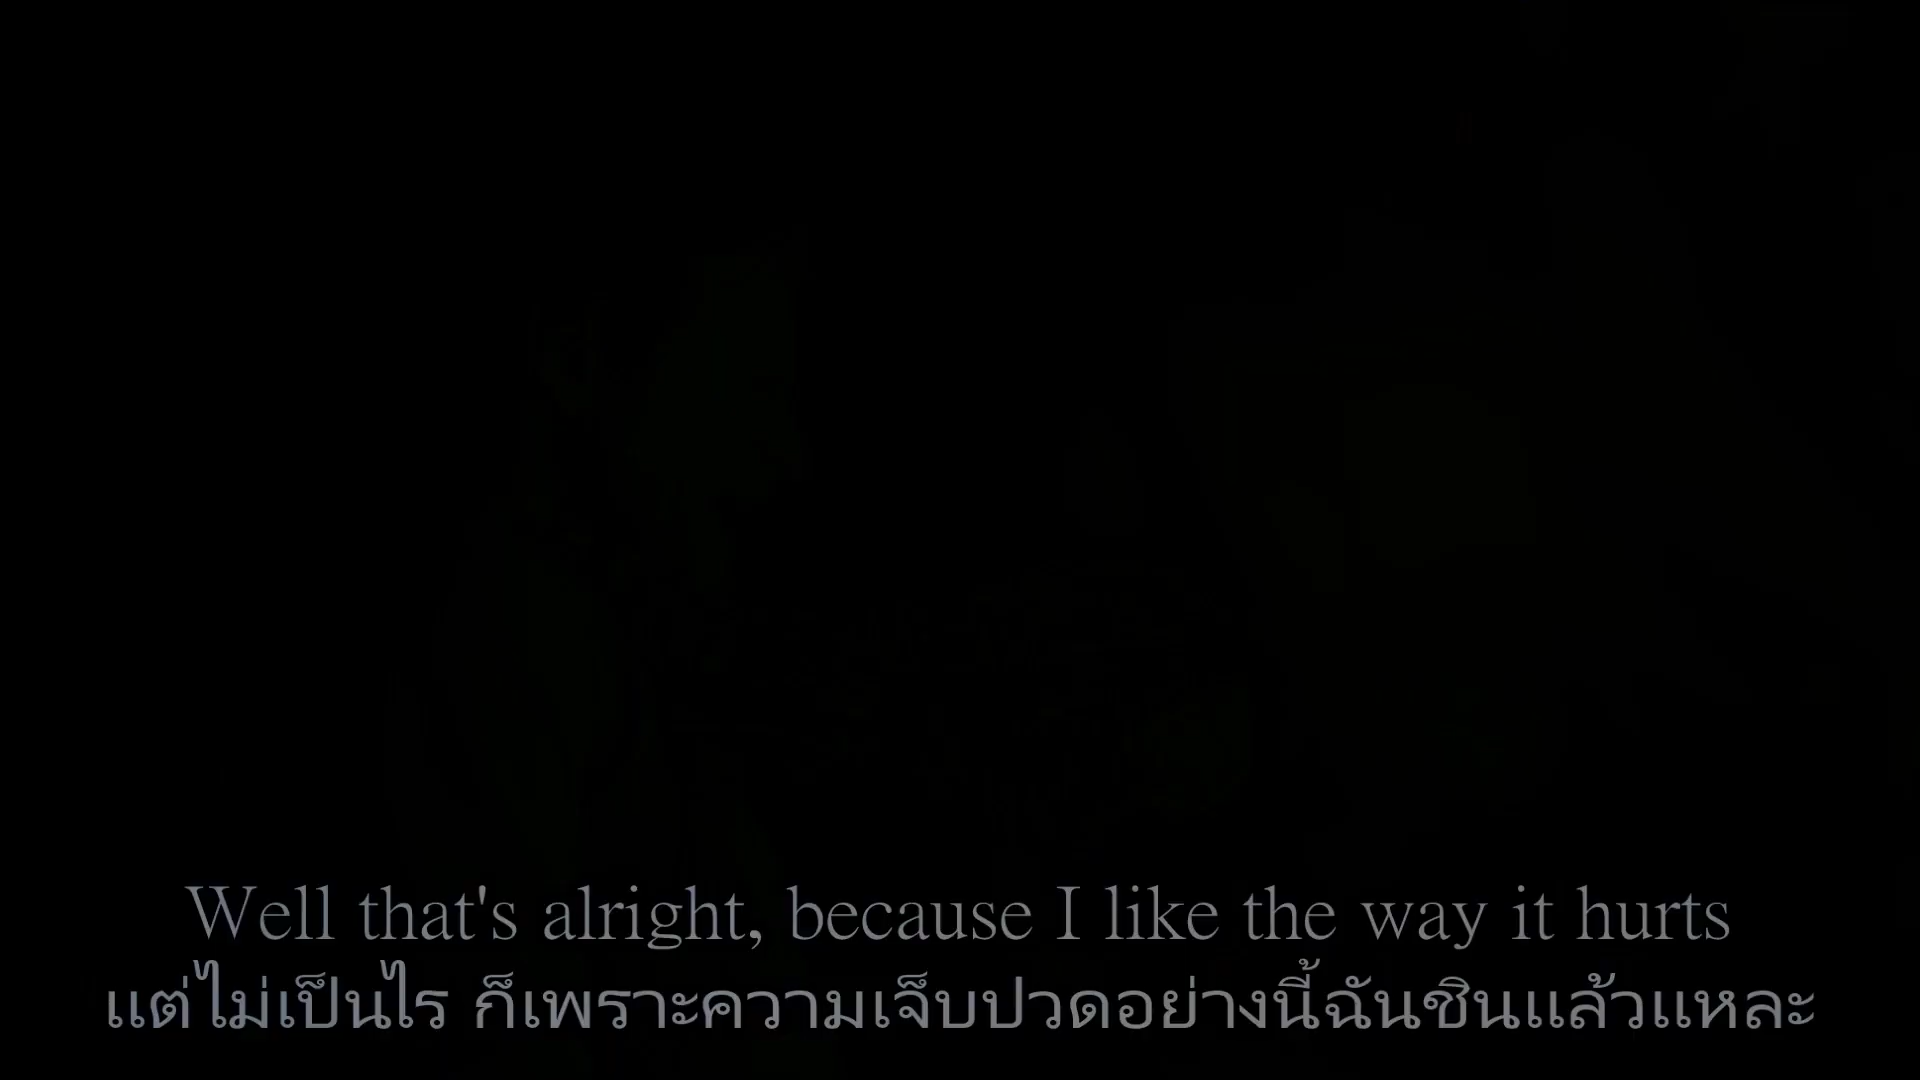 Well that's alright, because I like the way it hurts
แต่ไม่เป็นไร ก็เพราะความเจ็บปวดอย่างนี้ฉันชินแล้วแหละ